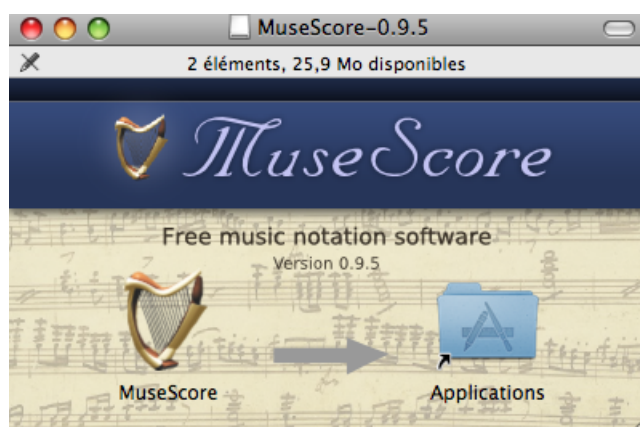 MuseScore-0.9.5
2 éléments, 25,9 Mo disponibles
MuseScore
Free music notation software
Version 0.9.5
MuseScore Applications